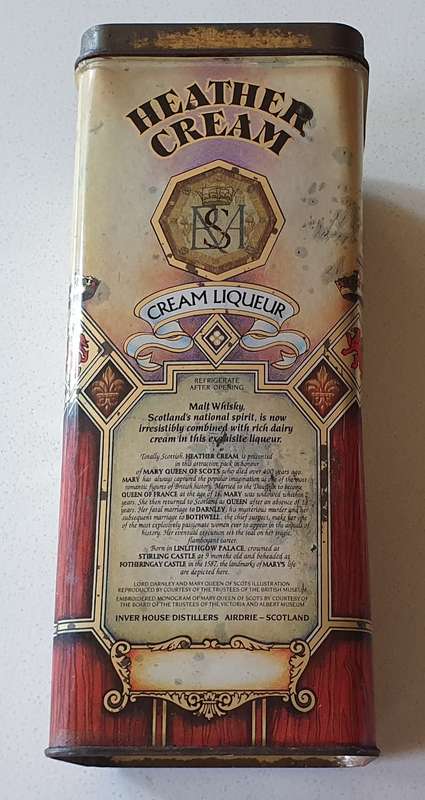 HEATHER
CREAM
MSA
CREAM LIQUEUR
REFRIGERATE
AFTER OPENING
Malt Whisky,
Scotland's national spirit, is now
irresistibly combined with rich dairy
cream in this exquisite liqueur.
Totally Scottish, HEATHER CREAM, is presented
in this attractive pack in honour
of MARY QUEEN OF SCOTS who died over 400 years ago.
MARY has always captured the popular imagination as one of the most
romantic figures of British history. Married to the Dauphin to become
QUEEN OF FRANCE at the age of 16, MARY was widowed within 2
years. She then returned to Scotland as QUEEN after an absence of 13
years. Her fatal marriage to DARNLEY, his mysterious murder and her
subsequent marriage to BOTHWELL, the chief suspect, make her one
of the most explosively passionate women ever to appear in the annals of
history. Her eventual execution set the seal on her tragic,
flamboyant career.
Born in LINLITHGOW PALACE, crowned at
STIRLING CASTLE at 9 months old and beheaded at
FOTHERINGAY CASTLE in the 1587, the landmarks of MARY'S life
are depicted here.
LORD DARNLEY AND MARY QUEEN OF SCOTS ILLUSTRATION
REPRODUCED BY COURTESY OF THE TRUSTEES OF THE BRITISH MUSEUM.
EMBROIDERED MONOGRAM OF MARY QUEEN OF SCOTS BY COURTESY OF
THE BOARD OF THE TRUSTEES OF THE VICTORIA AND ALBERT MUSEUM.
INVER HOUSE DISTILLERS AIRDRIE – SCOTLAND